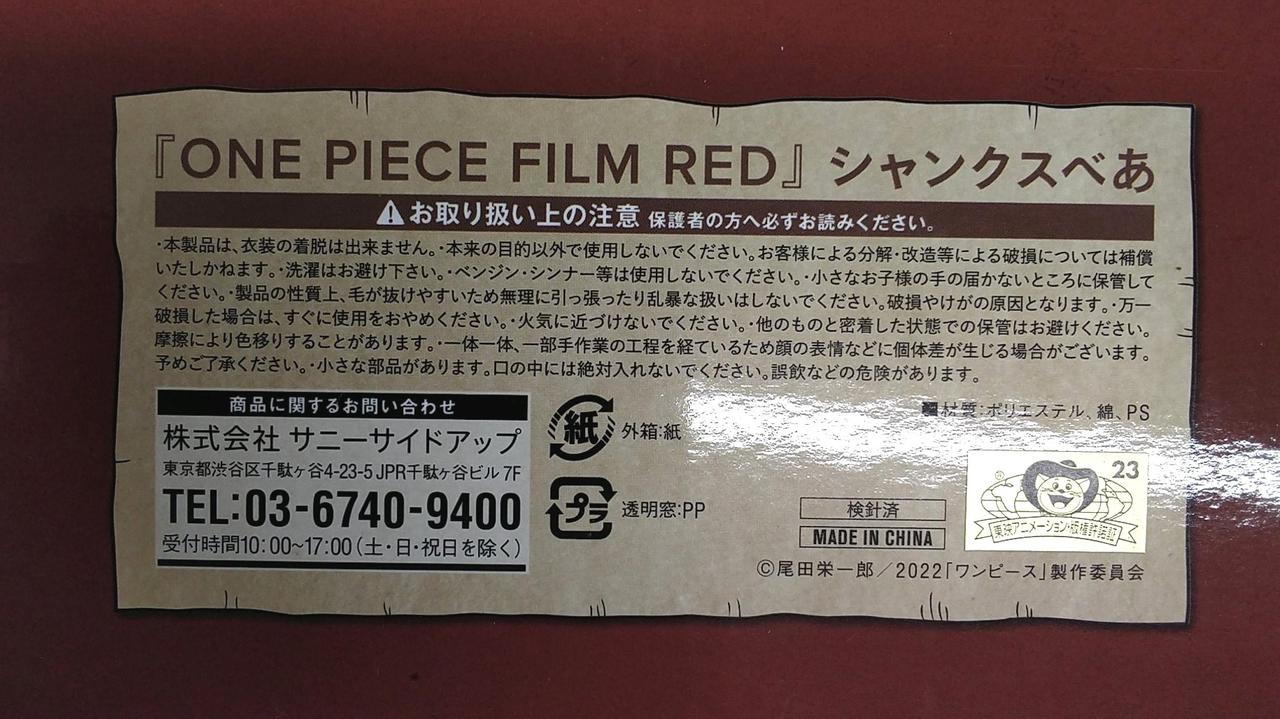 『ONE PIECE FILM RED』シャンクスべあ
⚠お取り扱い上の注意 保護者の方へ必ずお読みください。
･本製品は、衣装の着脱は出来ません。･本来の目的以外で使用しないでください。お客様による分解･改造等による破損については補償
いたしかねます。･洗濯はお避け下さい。･ベンジン･シンナー等は使用しないでください。･小さなお子様の手の届かないところに保管して
ください。･製品の性質上、毛が抜けやすいため無理に引っ張ったり乱暴な扱いはしないでください。破損やけがの原因となります。･万一
破損した場合は、すぐに使用をおやめください。･火気に近づけないでください。･他のものと密着した状態での保管はお避けください。
摩擦により色移りすることがあります。･一体一体、一部手作業の工程を経ているため顔の表情などに個体差が生じる場合がございます。
予めご了承ください。･小さな部品があります。口の中には絶対入れないでください。誤飲などの危険があります。
商品に関するお問い合わせ
株式会社 サニーサイドアップ
東京都渋谷区千駄ヶ谷4-23-5 JPR千駄ヶ谷ビル 7F
TEL:03-6740-9400
受付時間10：00~17:00（土・日・祝日を除く）
紙 外箱:紙
プラ 透明窓:PP
■材質:ポリエステル、綿、PS
検針済
MADE IN CHINA
23
東映アニメーション・版権許諾証
©尾田栄一郎／2022「ワンピース」製作委員会